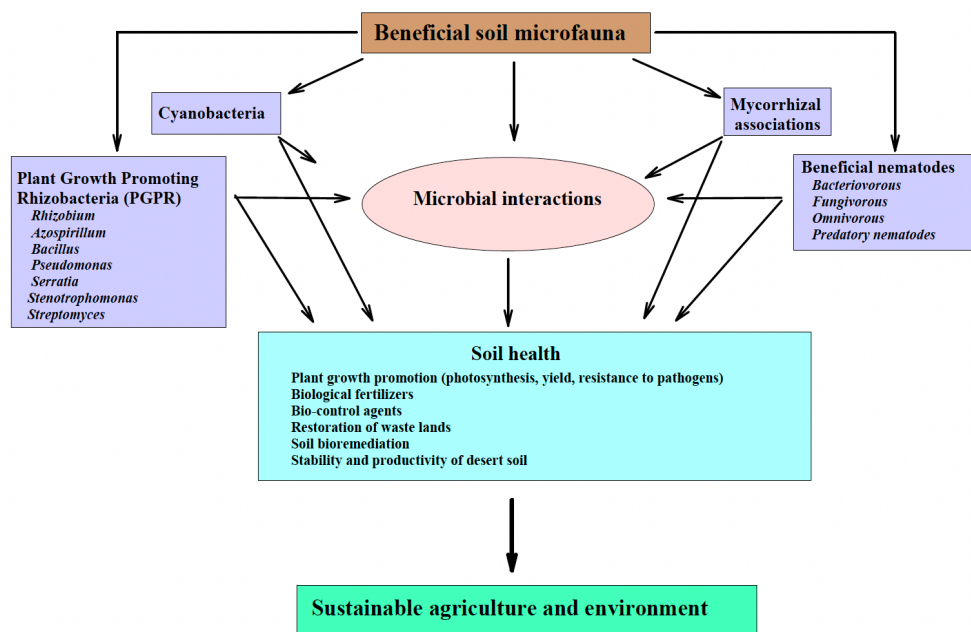 Beneficial soil microfauna
Cyanobacteria
Mycorrhizal
associations
Plant Growth Promoting
Rhizobacteria (PGPR)
Rhizobium
Azospirillum
Bacillus
Pseudomonas
Serratia
Stenotrophomonas
Streptomyces
Microbial interactions
Beneficial nematodes
Bacteriovorous
Fungivorous
Omnivorous
Predatory nematodes
Soil health
Plant growth promotion (photosynthesis, yield, resistance to pathogens)
Biological fertilizers
Bio-control agents
Restoration of waste lands
Soil bioremediation
Stability and productivity of desert soil
Sustainable agriculture and environment